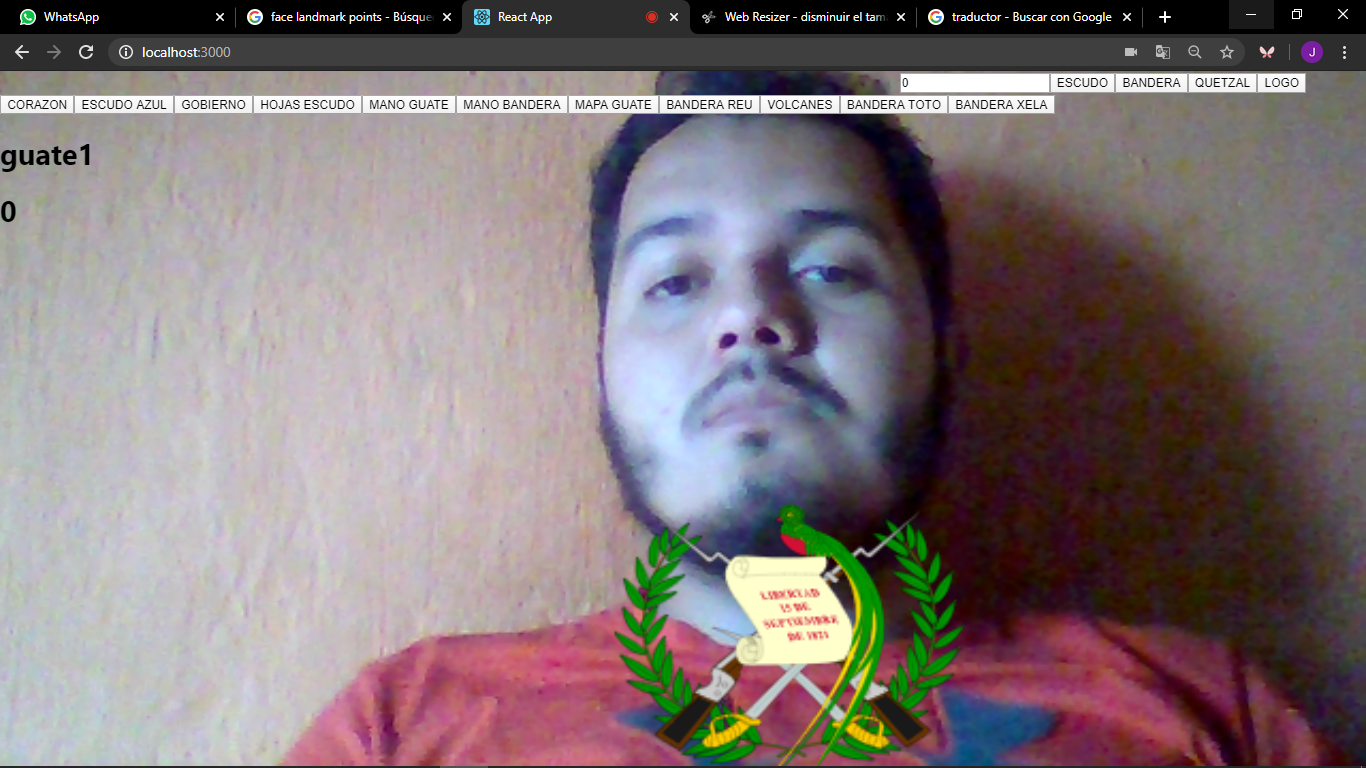 WhatsApp
face landmark points - Búsque
React App
Web Resizer - disminuir el tam
traductor - Buscar con Google
localhost:3000
J
0
ESCUDO
BANDERA
QUETZAL
LOGO
CORAZON
ESCUDO AZUL
GOBIERNO
HOJAS ESCUDO
MANO GUATE
MANO BANDERA
MAPA GUATE
BANDERA REU
VOLCANES
BANDERA TOTO
BANDERA XELA
guate1
0
LIBERTAD
15 DE
SEPTIEMBRE
DE 1821